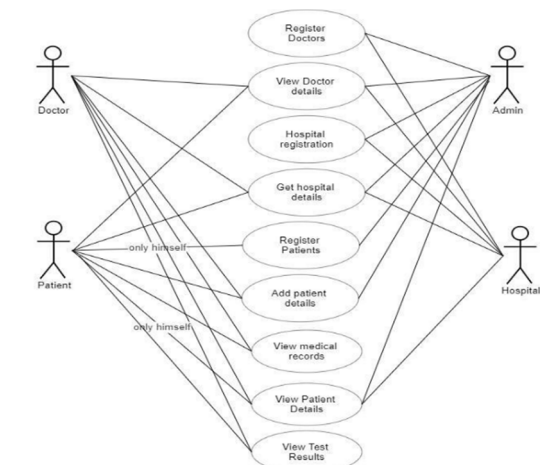 Register
Doctors
Doctor
View Doctor
details
Admin
Hospital
registration
Get hospital
details
only himself
Register
Patients
Patient
Hospital
Add patient
details
only himself
View medical
records
View Patient
Details
View Test
Results